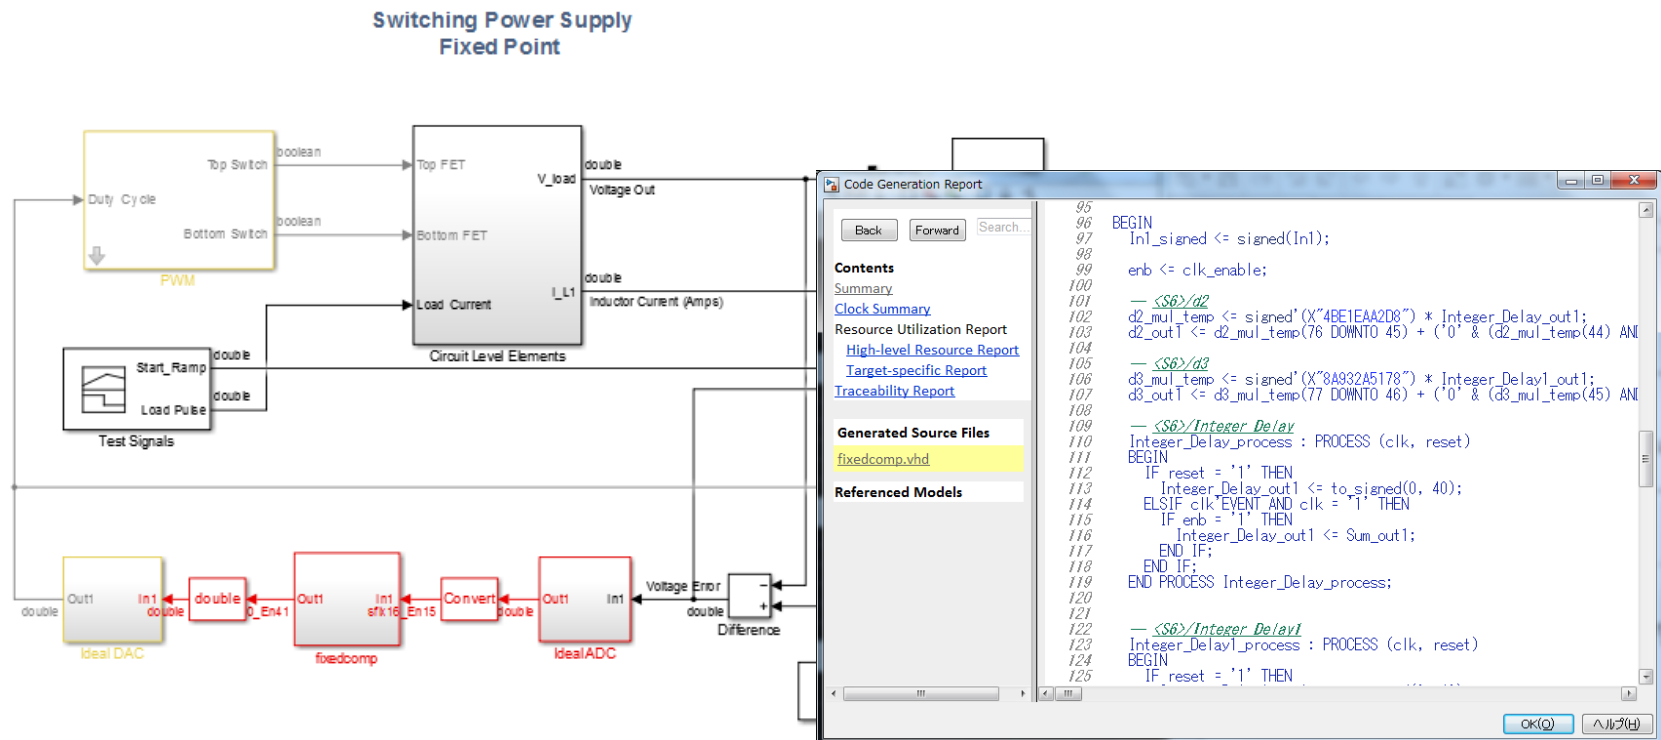 Switching Power Supply
Fixed Point
boolean
Top Switch
Duty Cycle
boolean
Bottom Switch
PWM
Top FET
V_load
double
Voltage Out
Bottom FET
double
I_L1
Inductor Current (Amps)
Load Current
Circuit Level Elements
double
Start_Ramp
double
Load Pulse
Test Signals
double
Out1
In1
Ideal DAC
double
double
0_En41
Out1
In1
fixedcomp
sfix16_En15
Convert
double
Out1
In1
Ideal ADC
Voltage Error
double
Difference
Code Generation Report
Back
Forward
Search...
Contents
Summary
Clock Summary
Resource Utilization Report
High-level Resource Report
Target-specific Report
Traceability Report
Generated Source Files
fixedcomp.vhd
Referenced Models
95
96 BEGIN
97 In1_signed <= signed(In1);
98
99 enb <= clk_enable;
100
101 — <S6>/d2
102 d2_mul_temp <= signed'(X"4BE1EAA2D8") * Integer_Delay_out1;
103 d2_out1 <= d2_mul_temp(76 DOWNTO 45) + ('0' & (d2_mul_temp(44) AND
104
105 — <S6>/d3
106 d3_mul_temp <= signed'(X"8A932A5178") * Integer_Delay1_out1;
107 d3_out1 <= d3_mul_temp(77 DOWNTO 46) + ('0' & (d3_mul_temp(45) AND
108
109 — <S6>/Integer Delay
110 Integer_Delay_process : PROCESS (clk, reset)
111 BEGIN
112 IF reset = '1' THEN
113 Integer_Delay_out1 <= to_signed(0, 40);
114 ELSIF clk'EVENT AND clk = '1' THEN
115 IF enb = '1' THEN
116 Integer_Delay_out1 <= Sum_out1;
117 END IF;
118 END IF;
119 END PROCESS Integer_Delay_process;
120
121
122 — <S6>/Integer Delay1
123 Integer_Delay1_process : PROCESS (clk, reset)
124 BEGIN
125 IF reset = '1' THEN
OK(O)
ヘルプ(H)